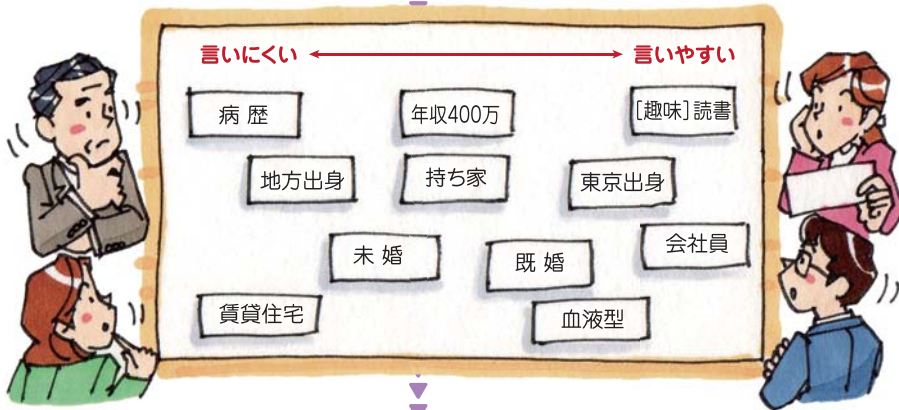 言いにくい 言いやすい
病歴 年収400万 [趣味]読書
地方出身 持ち家 東京出身
未婚 既婚 会社員
賃貸住宅 血液型